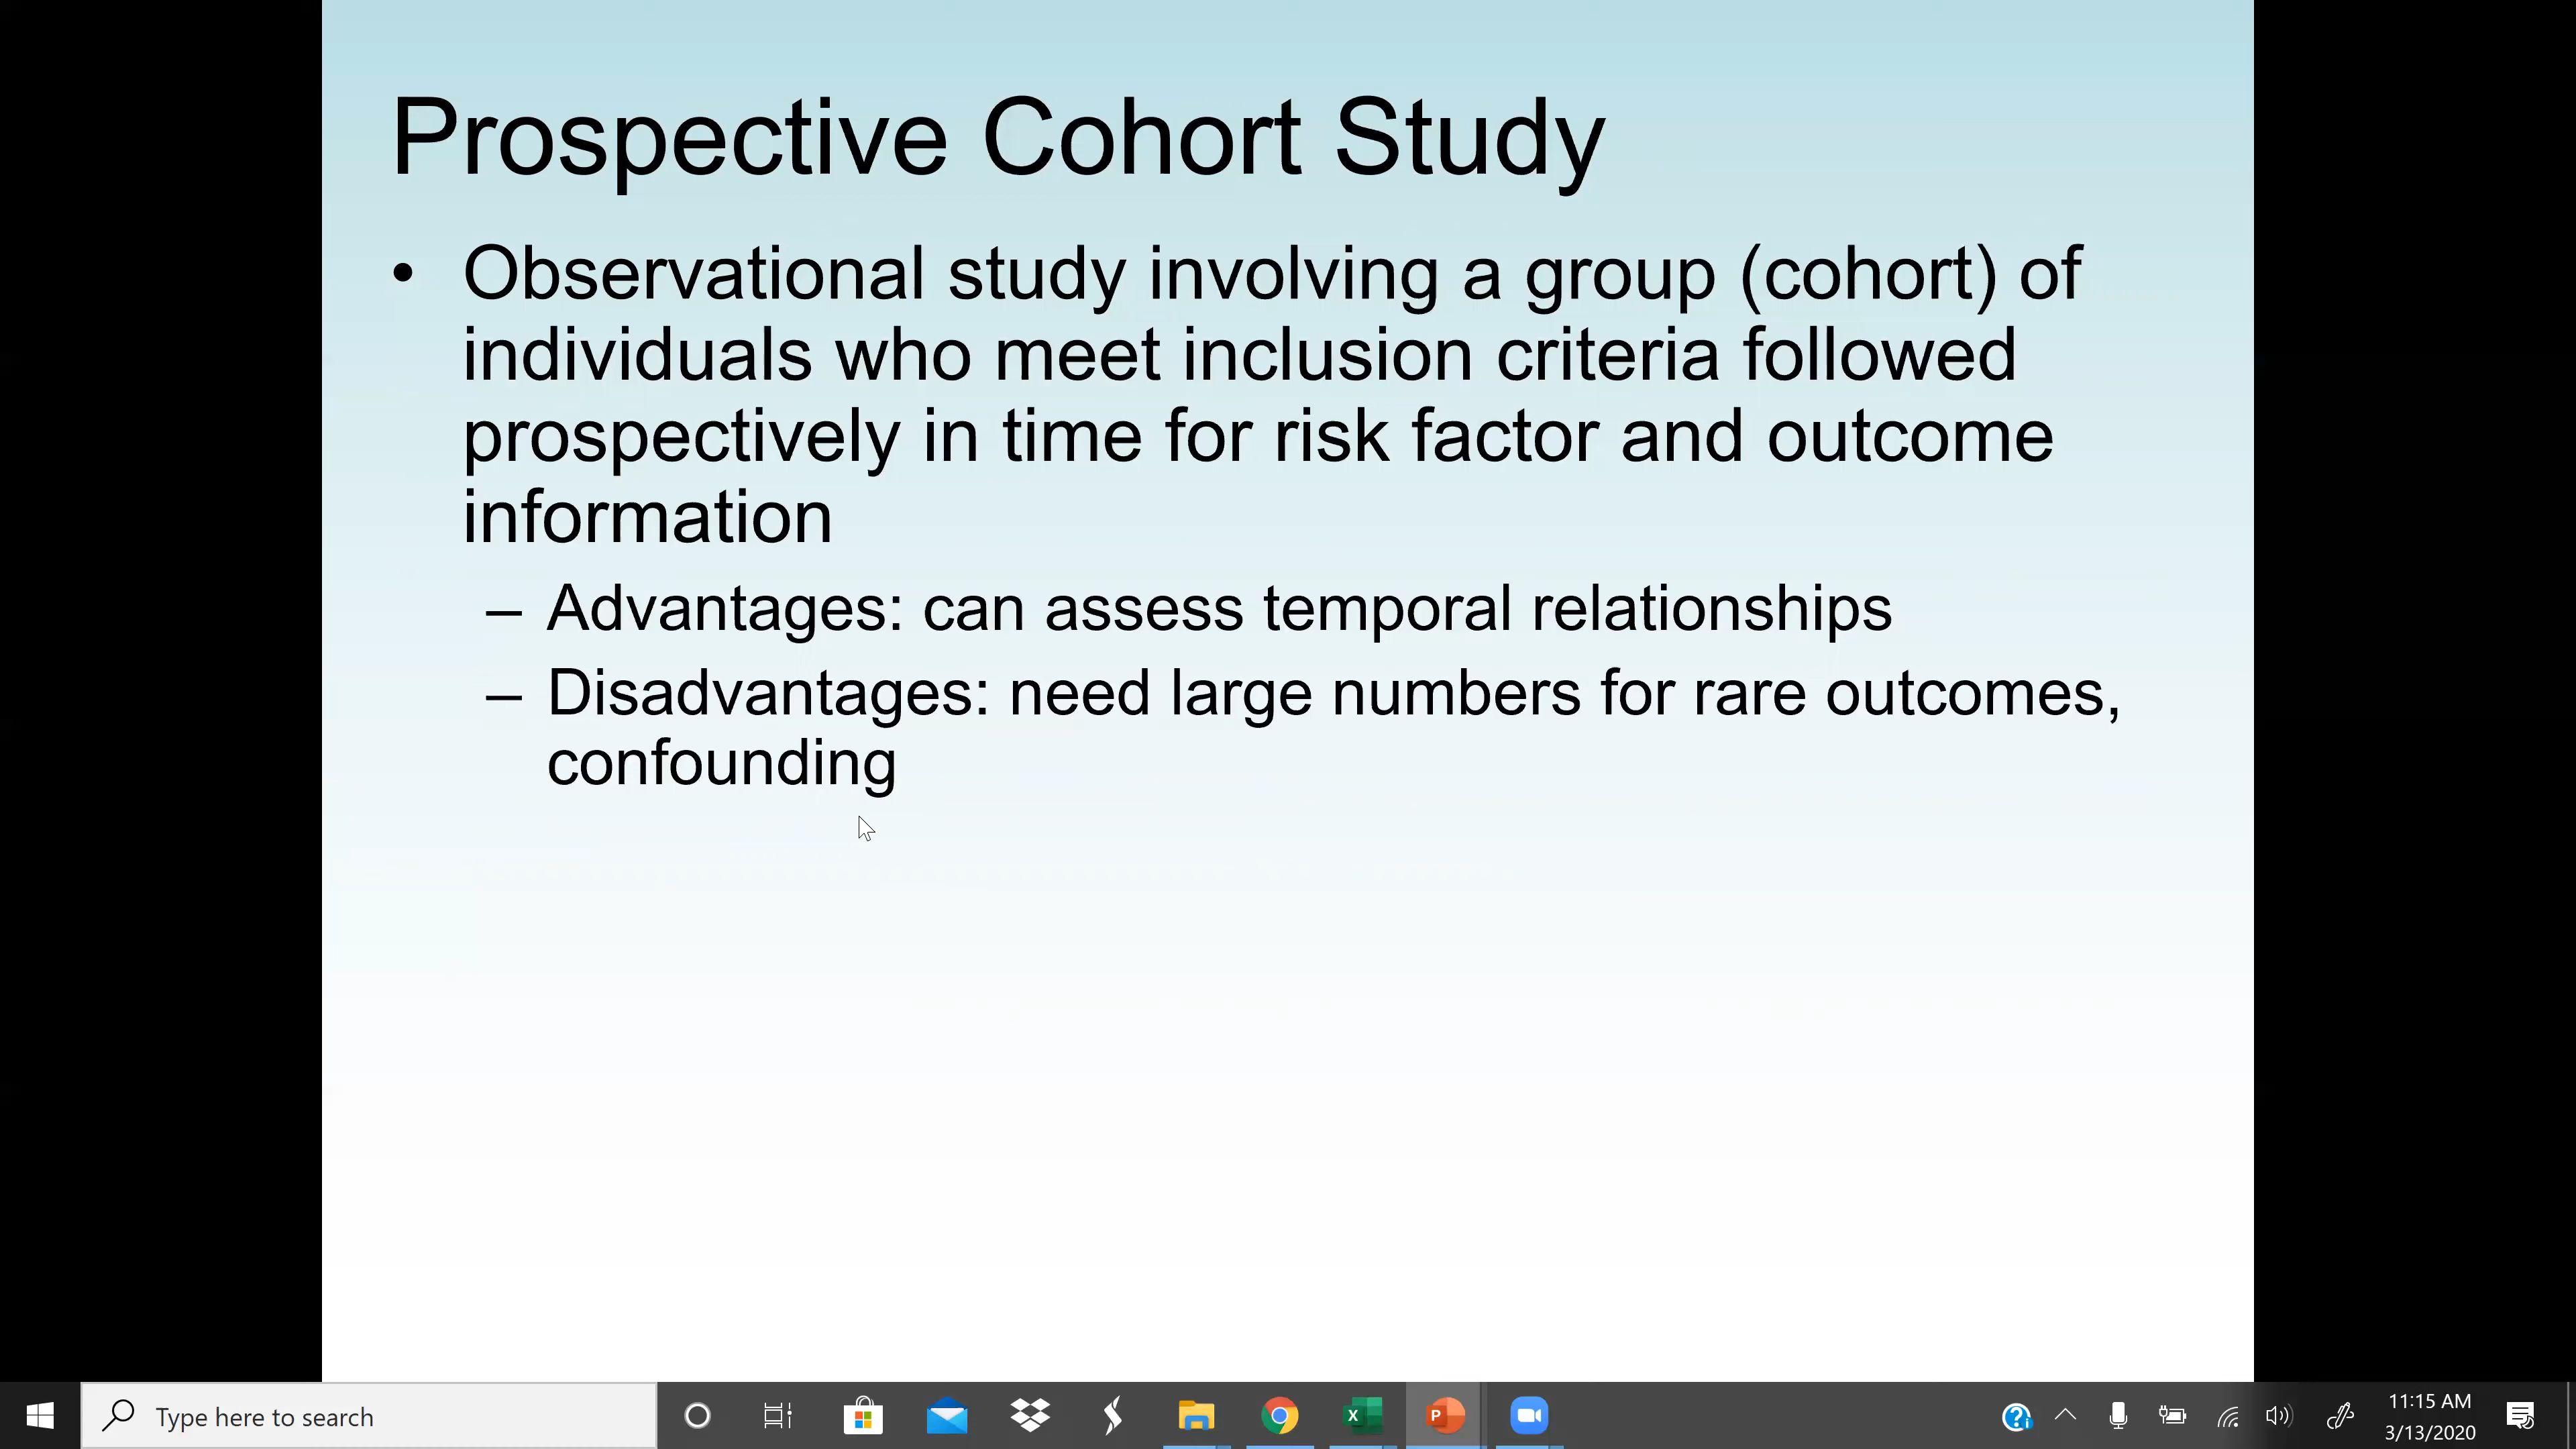 Prospective Cohort Study
• Observational study involving a group (cohort) of
individuals who meet inclusion criteria followed
prospectively in time for risk factor and outcome
information
– Advantages: can assess temporal relationships
– Disadvantages: need large numbers for rare outcomes,
confounding
Type here to search
11:15 AM
3/13/2020